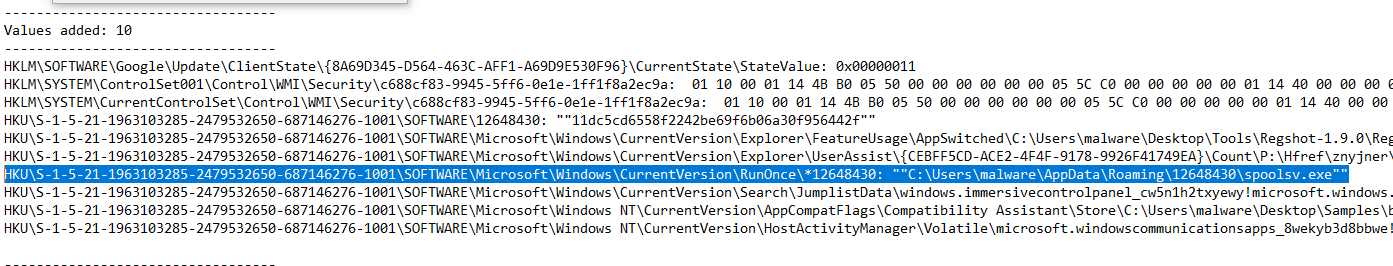 ----------------------------------
Values added: 10
----------------------------------
HKLM\SOFTWARE\Google\Update\ClientState\{8A69D345-D564-463C-AFF1-A69D9E530F96}\CurrentState\StateValue: 0x00000011
HKLM\SYSTEM\ControlSet001\Control\WMI\Security\c688cf83-9945-5ff6-0e1e-1ff1f8a2ec9a:  01 10 00 01 14 4B B0 05 50 00 00 00 00 00 00 05 5C C0 00 00 00 00 00 01 14 40 00 00 00 0
HKLM\SYSTEM\CurrentControlSet\Control\WMI\Security\c688cf83-9945-5ff6-0e1e-1ff1f8a2ec9a:  01 10 00 01 14 4B B0 05 50 00 00 00 00 00 00 05 5C C0 00 00 00 00 00 01 14 40 00 00
HKU\S-1-5-21-1963103285-2479532650-687146276-1001\SOFTWARE\12648430: ""11dc5cd6558f2242be69f6b06a30f956442f""
HKU\S-1-5-21-1963103285-2479532650-687146276-1001\SOFTWARE\Microsoft\Windows\CurrentVersion\Explorer\FeatureUsage\AppSwitched\C:\Users\malware\Desktop\Tools\Regshot-1.9.0\Reg
HKU\S-1-5-21-1963103285-2479532650-687146276-1001\SOFTWARE\Microsoft\Windows\CurrentVersion\Explorer\UserAssist\{CEBFF5CD-ACE2-4F4F-9178-9926F41749EA}\Count\P:\Hfref\znyjner\
HKU\S-1-5-21-1963103285-2479532650-687146276-1001\SOFTWARE\Microsoft\Windows\CurrentVersion\RunOnce\*12648430: ""C:\Users\malware\AppData\Roaming\12648430\spoolsv.exe""
HKU\S-1-5-21-1963103285-2479532650-687146276-1001\SOFTWARE\Microsoft\Windows\CurrentVersion\Search\JumplistData\windows.immersivecontrolpanel_cw5n1h2txyewy!microsoft.windows.
HKU\S-1-5-21-1963103285-2479532650-687146276-1001\SOFTWARE\Microsoft\Windows NT\CurrentVersion\AppCompatFlags\Compatibility Assistant\Store\C:\Users\malware\Desktop\Samples\b
HKU\S-1-5-21-1963103285-2479532650-687146276-1001\SOFTWARE\Microsoft\Windows NT\CurrentVersion\HostActivityManager\Volatile\microsoft.windowscommunicationsapps_8wekyb3d8bbwe!
----------------------------------